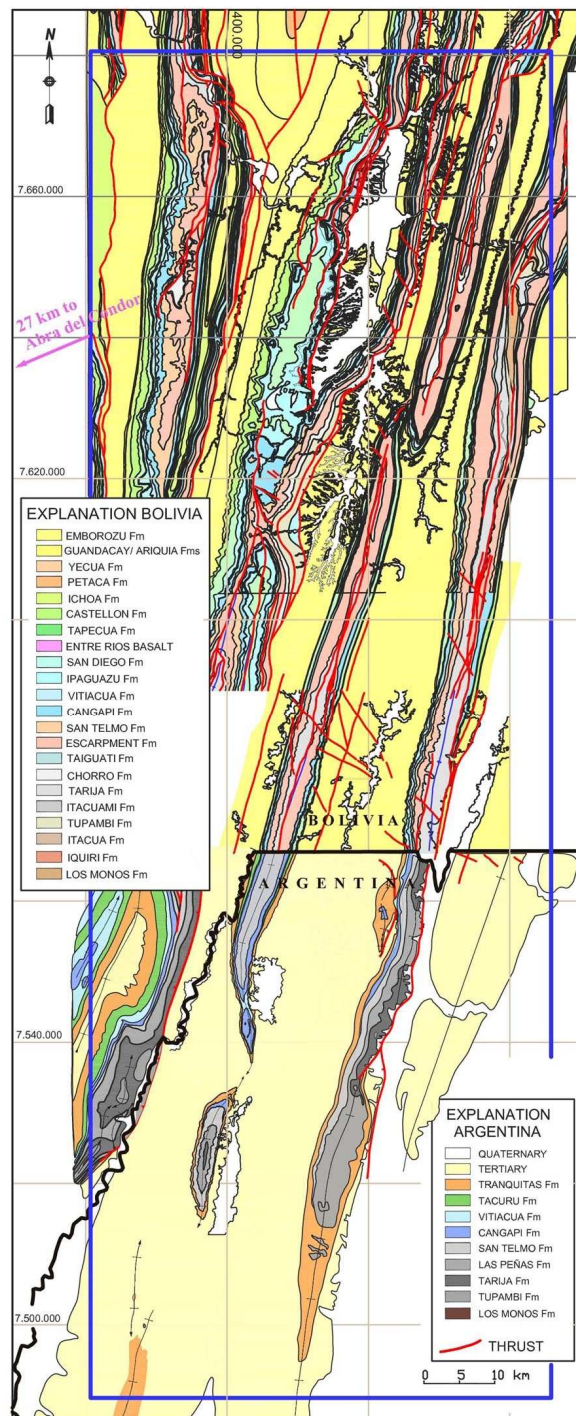 N
400.000
7.660.000
27 km to
Abra del Condor
7.620.000
EXPLANATION BOLIVIA
EMBOROZU Fm
GUANDACAY/ ARIQUIA Fms
YECUA Fm
PETACA Fm
ICHOA Fm
CASTELLON Fm
TAPECUA Fm
ENTRE RIOS BASALT
SAN DIEGO Fm
IPAGUAZU Fm
VITIACUA Fm
CANGAPI Fm
SAN TELMO Fm
ESCARPMENT Fm
TAIGUATI Fm
CHORRO Fm
TARIJA Fm
ITACUAMI Fm
TUPAMBI Fm
ITACUA Fm
IQUIRI Fm
LOS MONOS Fm
BOLIVIA
ARGENTINA
7.540.000
EXPLANATION
ARGENTINA
QUATERNARY
TERTIARY
TRANQUITAS Fm
TACURU Fm
VITIACUA Fm
CANGAPI Fm
SAN TELMO Fm
LAS PEÑAS Fm
TARIJA Fm
TUPAMBI Fm
LOS MONOS Fm
THRUST
7.500.000
0 5 10 km